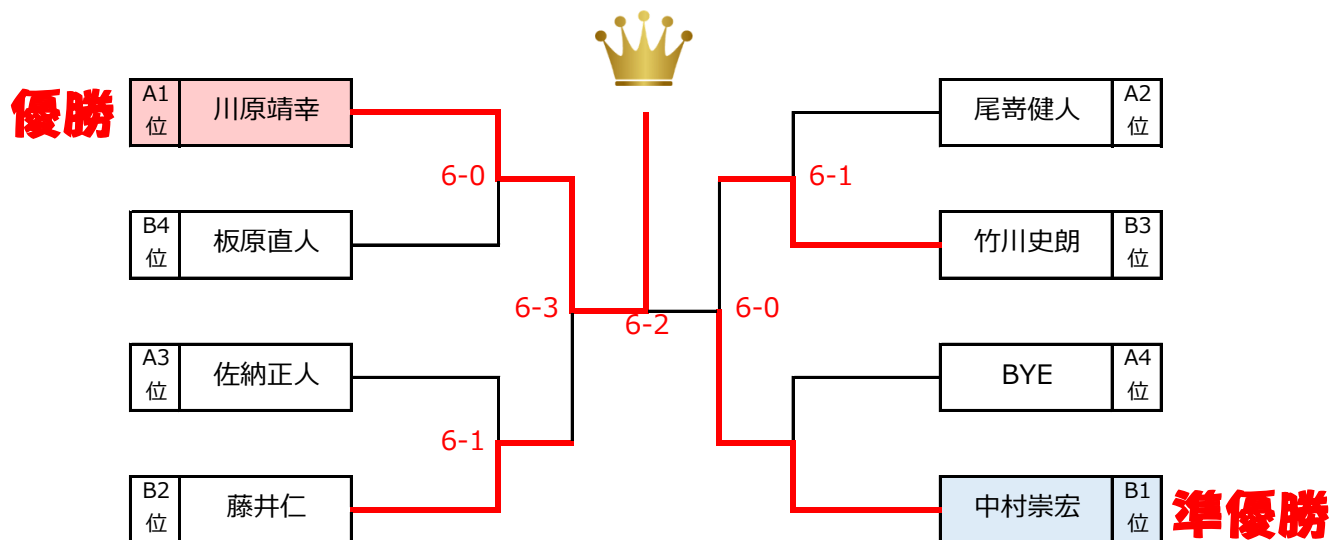 優勝
A1
位
川原靖幸
6-0
B4
位
板原直人
6-3
A3
位
佐納正人
6-1
B2
位
藤井仁
6-2
尾嵜健人
A2
位
6-1
竹川史朗
B3
位
6-0
BYE
A4
位
中村崇宏
B1
位
準優勝